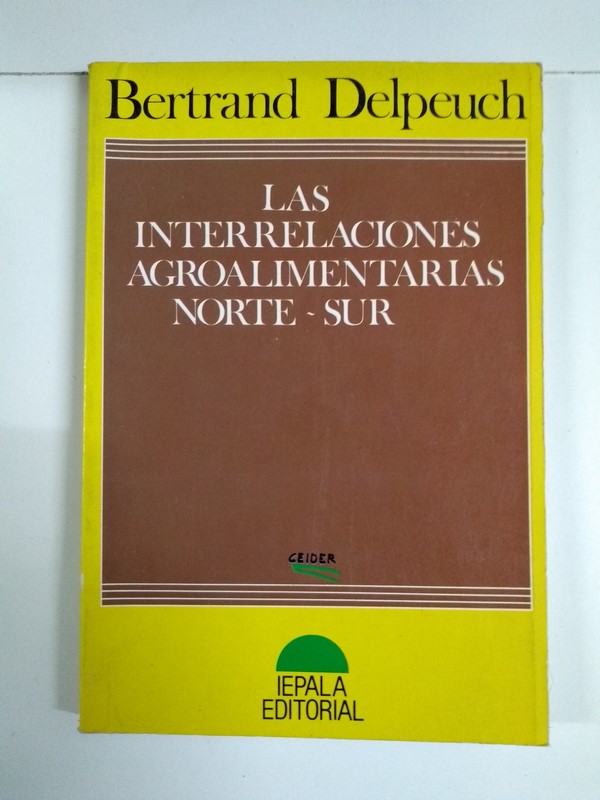 Bertrand Delpeuch
LAS
INTERRELACIONES
AGROALIMENTARIAS
NORTE - SUR
CEIDER
IEPALA
EDITORIAL